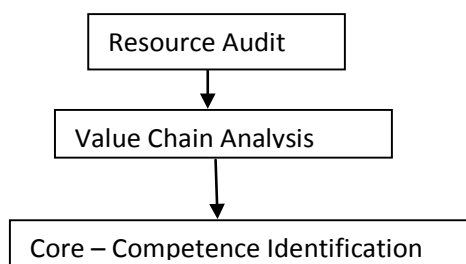 Resource Audit
Value Chain Analysis
Core – Competence Identification